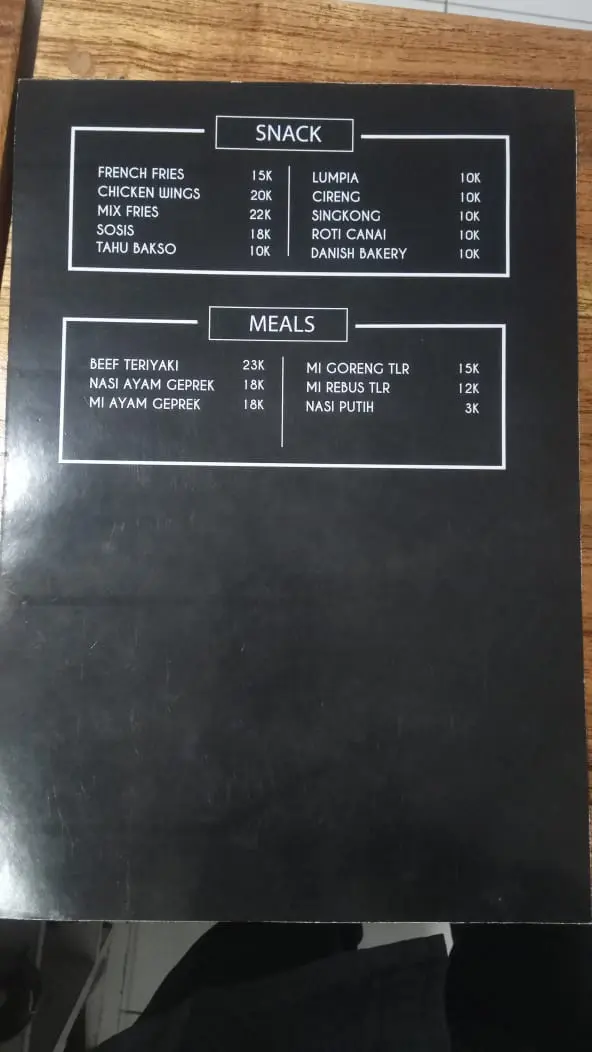 SNACK
FRENCH FRIES 15K
CHICKEN WINGS 20K
MIX FRIES 22K
SOSIS 18K
TAHU BAKSO 10K
LUMPIA 10K
CIRENG 10K
SINGKONG 10K
ROTI CANAI 10K
DANISH BAKERY 10K
MEALS
BEEF TERIYAKI 23K
NASI AYAM GEPREK 18K
MI AYAM GEPREK 18K
MI GORENG TLR 15K
MI REBUS TLR 12K
NASI PUTIH 3K